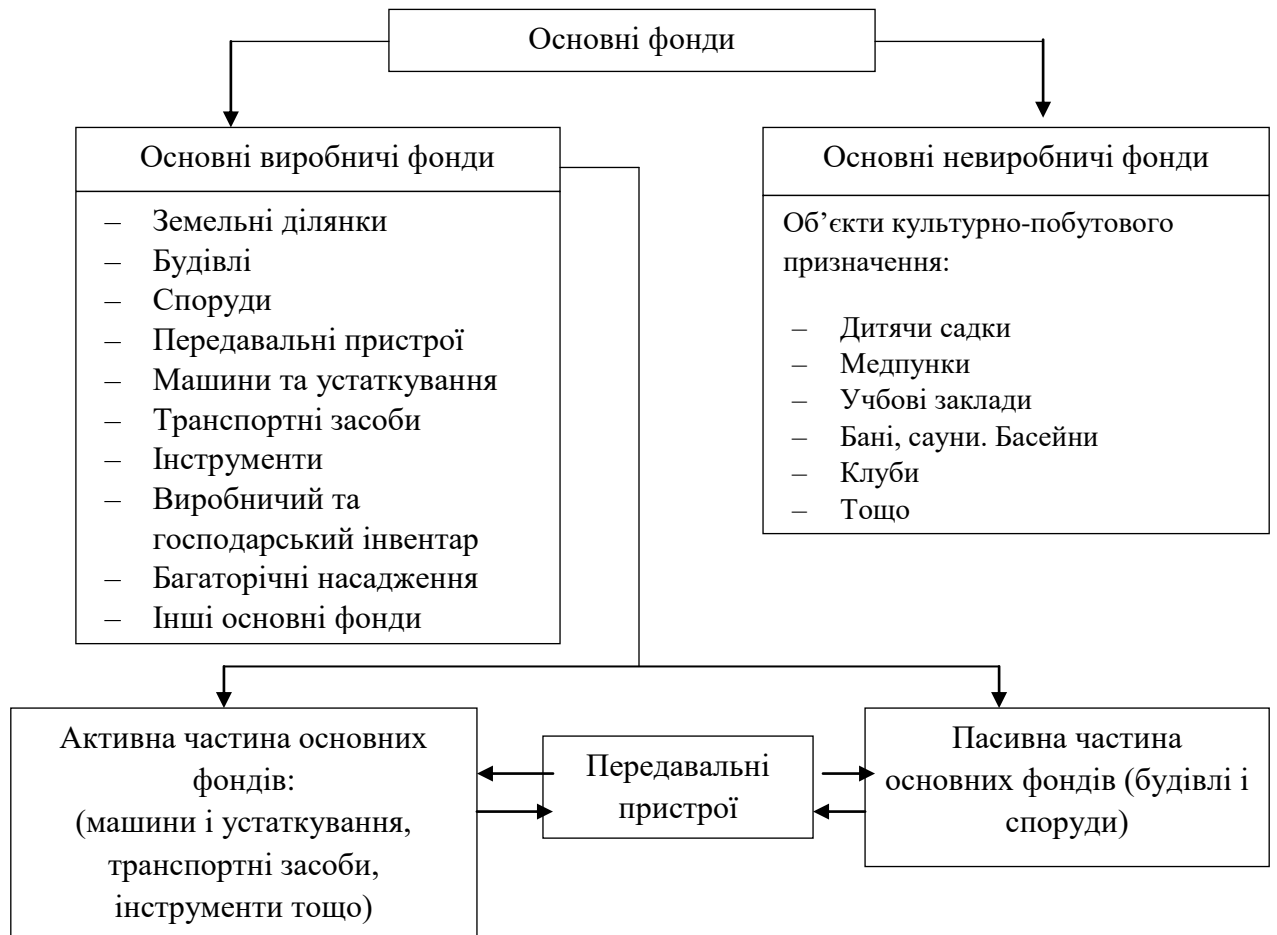 Основні фонди
Основні виробничі фонди
– Земельні ділянки
– Будівлі
– Споруди
– Передавальні пристрої
– Машини та устаткування
– Транспортні засоби
– Інструменти
– Виробничий та
господарський інвентар
– Багаторічні насадження
– Інші основні фонди
Основні невиробничі фонди
Об’єкти культурно-побутового
призначення:
– Дитячи садки
– Медпунки
– Учбові заклади
– Бані, сауни. Басейни
– Клуби
– Тощо
Активна частина основних
фондів:
(машини і устаткування,
транспортні засоби,
інструменти тощо)
Передавальні
пристрої
Пасивна частина
основних фондів (будівлі і
споруди)